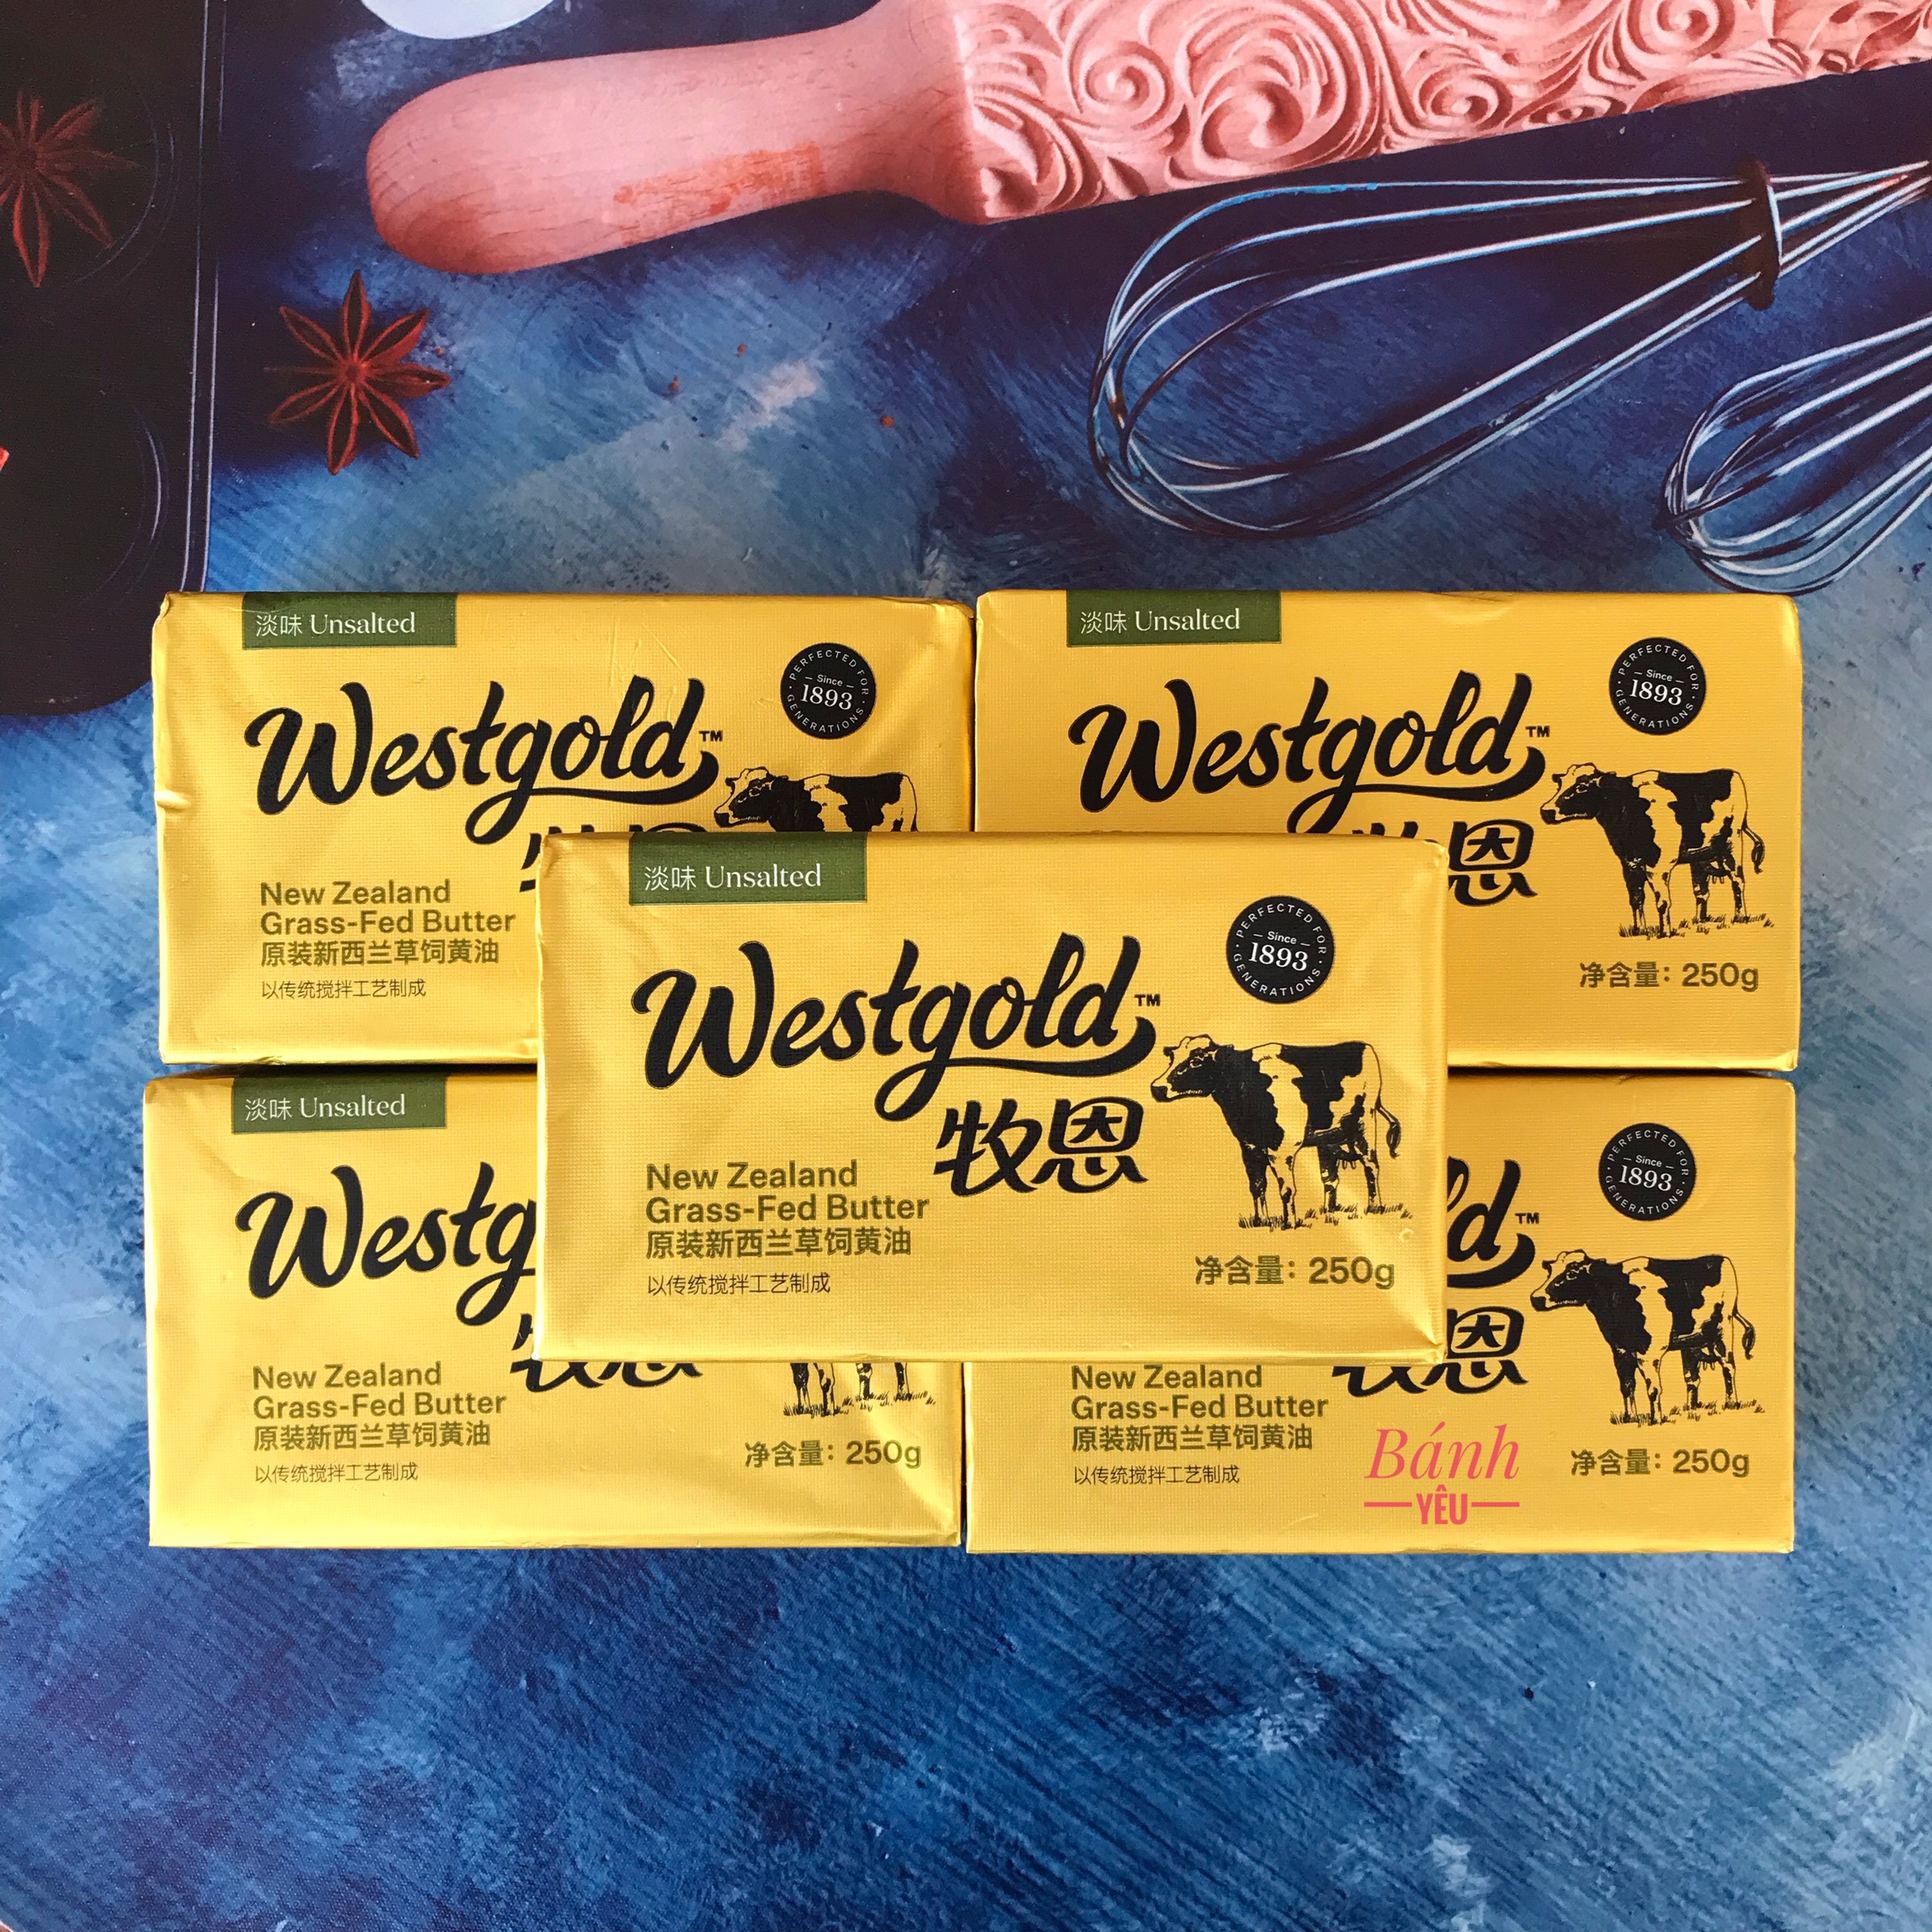 淡味 Unsalted
Westgold™
PERFECTED FOR GENERATIONS
Since
1893
New Zealand
Grass-Fed Butter
原装新西兰草饲黄油
以传统搅拌工艺制成
淡味 Unsalted
Westgold™
PERFECTED FOR GENERATIONS
Since
1893
恩
净含量: 250g
淡味 Unsalted
Westgold™
PERFECTED FOR GENERATIONS
Since
1893
牧恩
New Zealand
Grass-Fed Butter
原装新西兰草饲黄油
以传统搅拌工艺制成
净含量: 250g
淡味 Unsalted
Westg
New Zealand
Grass-Fed Butter
原装新西兰草饲黄油
以传统搅拌工艺制成
净含量: 250g
ld™
PERFECTED FOR GENERATIONS
Since
1893
恩
New Zealand
Grass-Fed Butter
原装新西兰草饲黄油
以传统搅拌工艺制成
净含量: 250g
Bánh
YÊU